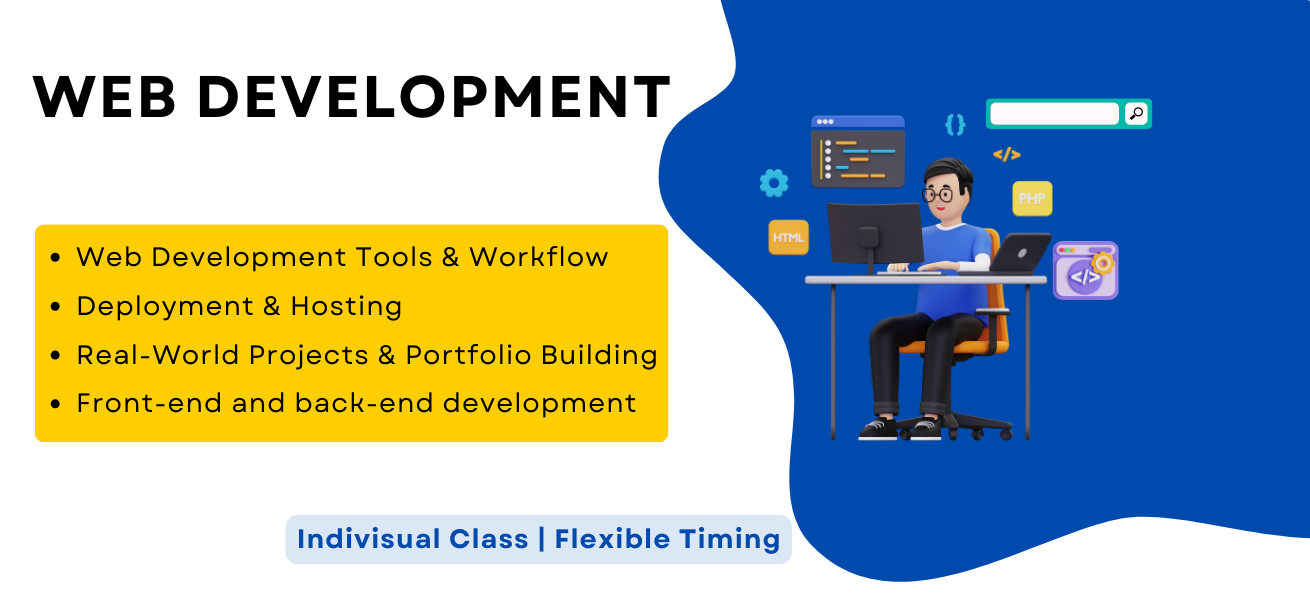 WEB DEVELOPMENT
• Web Development Tools & Workflow
• Deployment & Hosting
• Real-World Projects & Portfolio Building
• Front-end and back-end development
Indivisual Class | Flexible Timing
{}
</>
PHP
HTML
</>